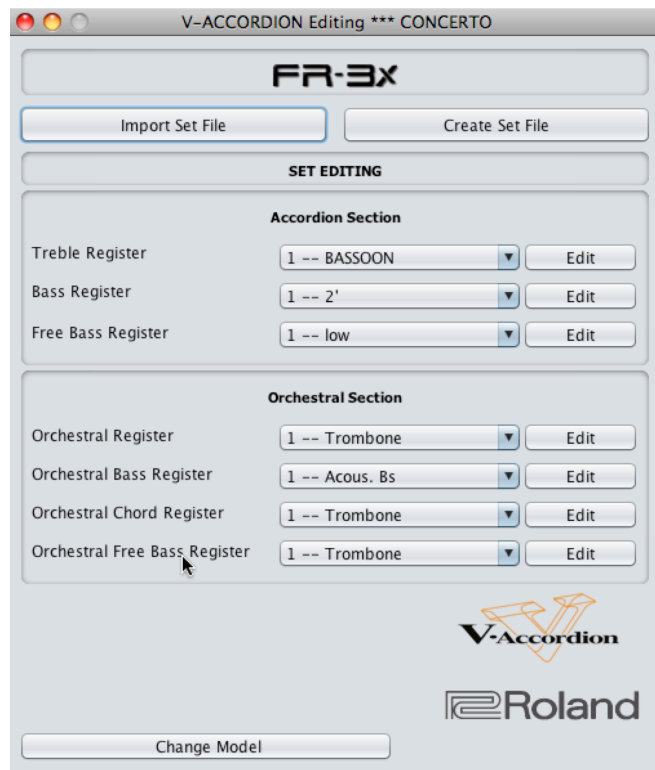 V-ACCORDION Editing *** CONCERTO
FR-3x
Import Set File Create Set File
SET EDITING
Accordion Section
Treble Register 1 -- BASSOON Edit
Bass Register 1 -- 2' Edit
Free Bass Register 1 -- low Edit
Orchestral Section
Orchestral Register 1 -- Trombone Edit
Orchestral Bass Register 1 -- Acous. Bs Edit
Orchestral Chord Register 1 -- Trombone Edit
Orchestral Free Bass Register 1 -- Trombone Edit
V-Accordion
Roland
Change Model